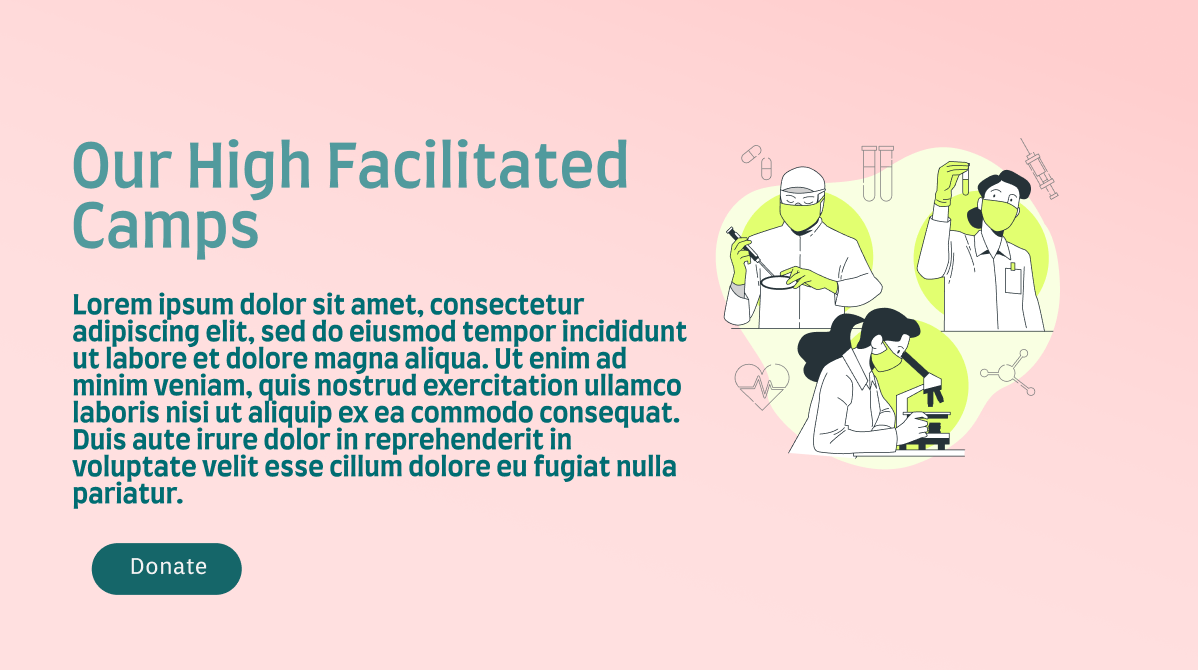 Our High Facilitated
Camps
Lorem ipsum dolor sit amet, consectetur
adipiscing elit, sed do eiusmod tempor incididunt
ut labore et dolore magna aliqua. Ut enim ad
minim veniam, quis nostrud exercitation ullamco
laboris nisi ut aliquip ex ea commodo consequat.
Duis aute irure dolor in reprehenderit in
voluptate velit esse cillum dolore eu fugiat nulla
pariatur.
Donate